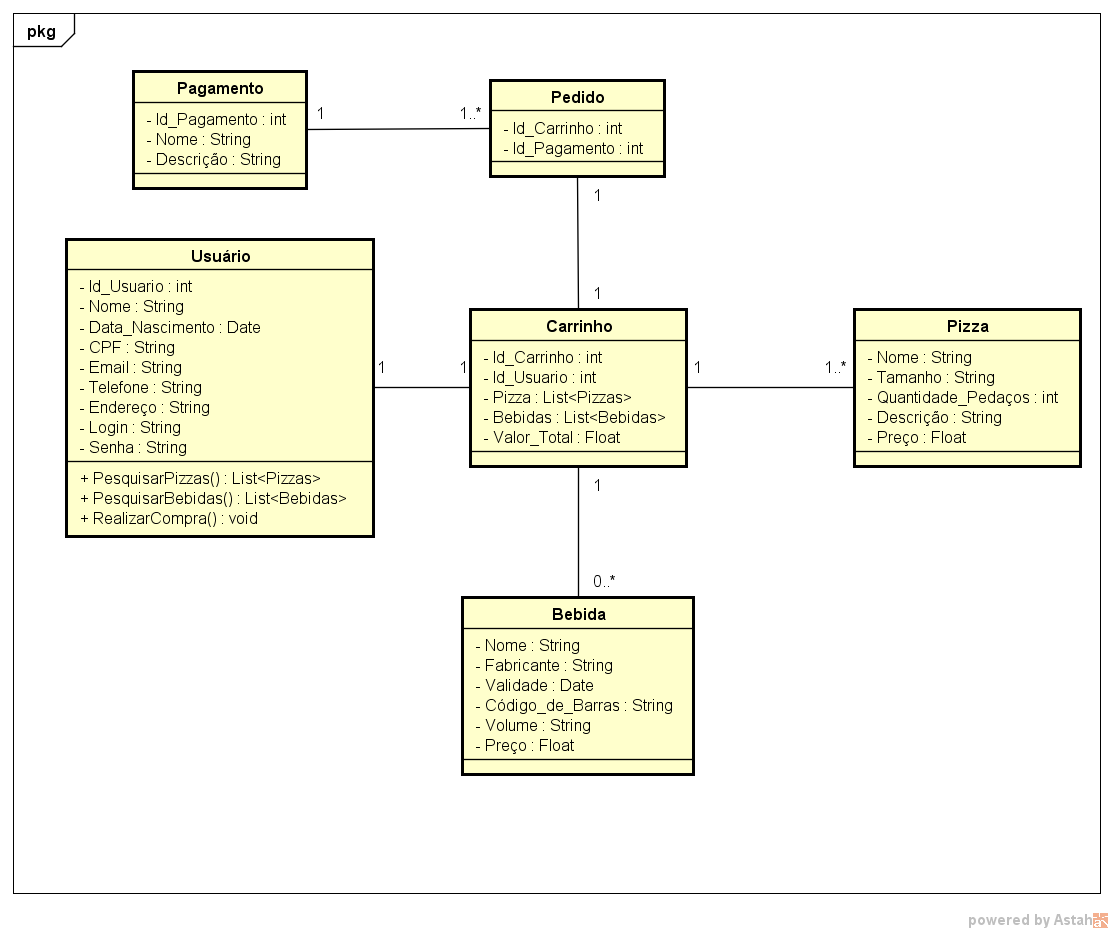 pkg
Pagamento
- Id_Pagamento : int
- Nome : String
- Descrição : String
1
1..*
Pedido
- Id_Carrinho : int
- Id_Pagamento : int
1
1
Usuário
- Id_Usuario : int
- Nome : String
- Data_Nascimento : Date
- CPF : String
- Email : String
- Telefone : String
- Endereço : String
- Login : String
- Senha : String
+ PesquisarPizzas() : List<Pizzas>
+ PesquisarBebidas() : List<Bebidas>
+ RealizarCompra() : void
1
1
Carrinho
- Id_Carrinho : int
- Id_Usuario : int
- Pizza : List<Pizzas>
- Bebidas : List<Bebidas>
- Valor_Total : Float
1
1..*
Pizza
- Nome : String
- Tamanho : String
- Quantidade_Pedaços : int
- Descrição : String
- Preço : Float
1
0..*
Bebida
- Nome : String
- Fabricante : String
- Validade : Date
- Código_de_Barras : String
- Volume : String
- Preço : Float
powered by Astah